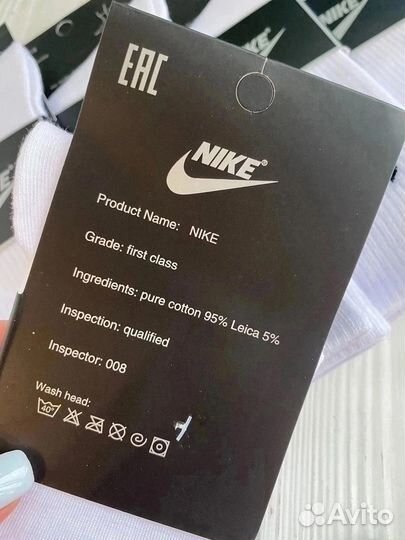 EAC
NIKE
NIKE®
Product Name: NIKE
Grade: first class
Ingredients: pure cotton 95% Leica 5%
Inspection: qualified
Inspector: 008
Wash head:
40°
Avito